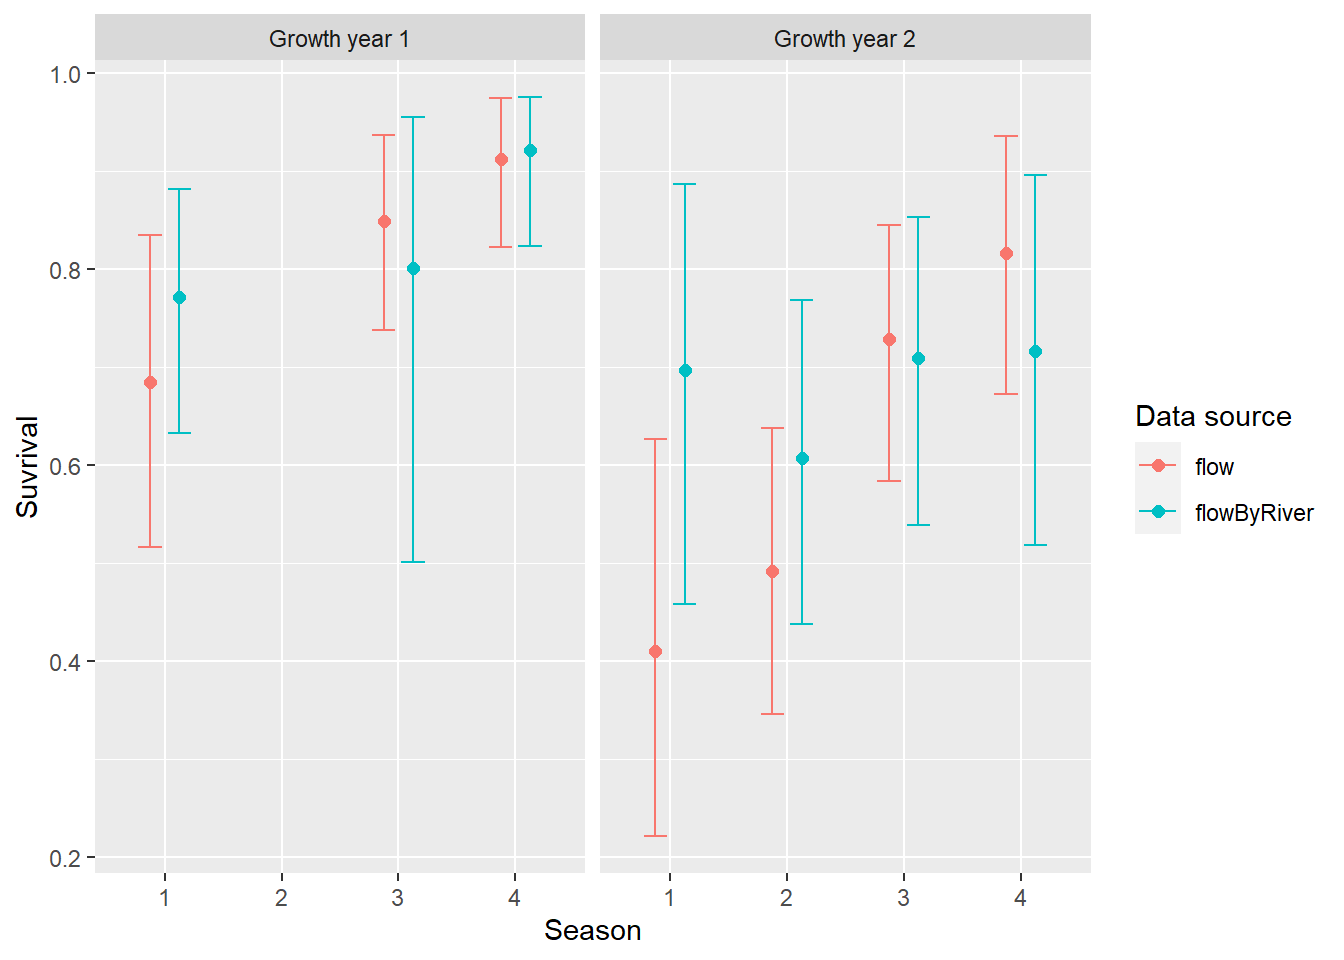 Growth year 1
Growth year 2
1.0
0.8
0.6
0.4
0.2
Suvrival
1 2 3 4
1 2 3 4
Season
Data source
flow
flowByRiver